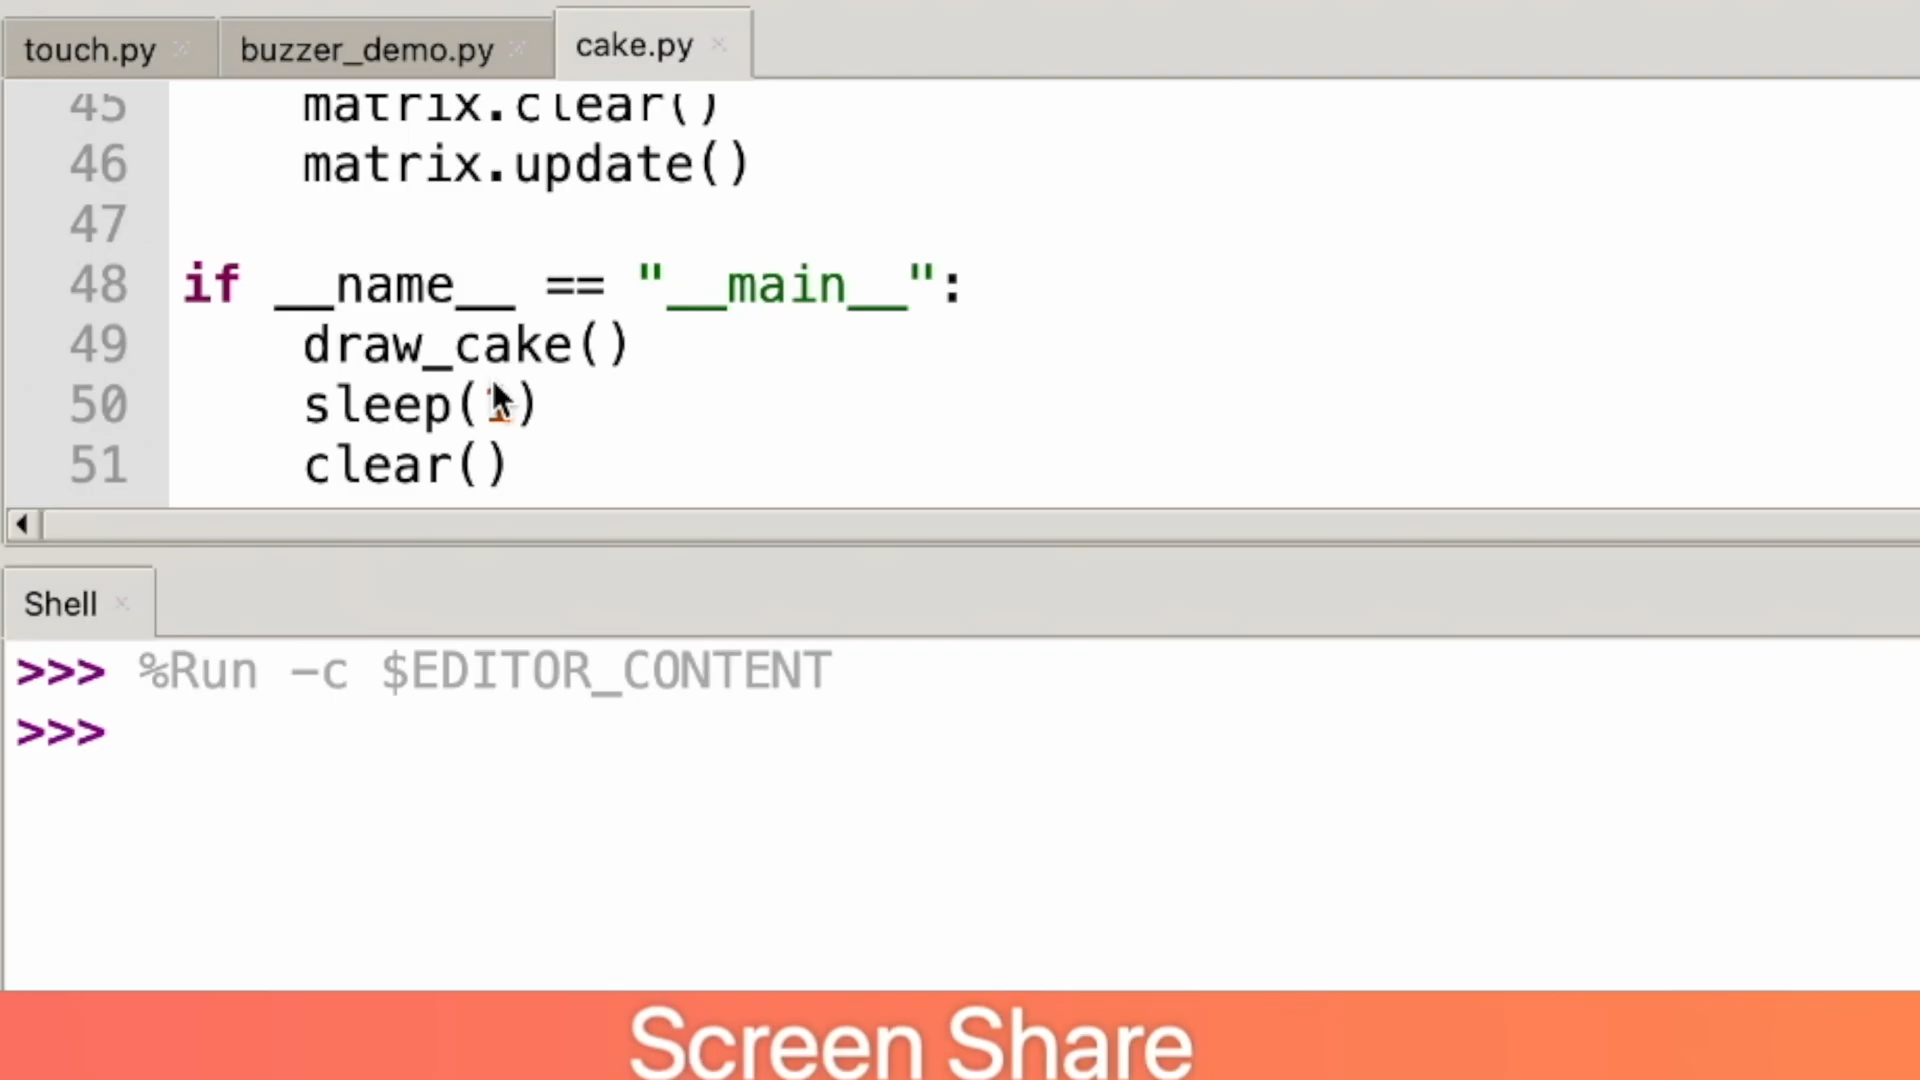 touch.py buzzer_demo.py cake.py
45 matrix.clear()
46 matrix.update()
47
48 if __name__ == "__main__":
49 draw_cake()
50 sleep( )
51 clear()
Shell
>>> %Run -c $EDITOR_CONTENT
>>>
Screen Share